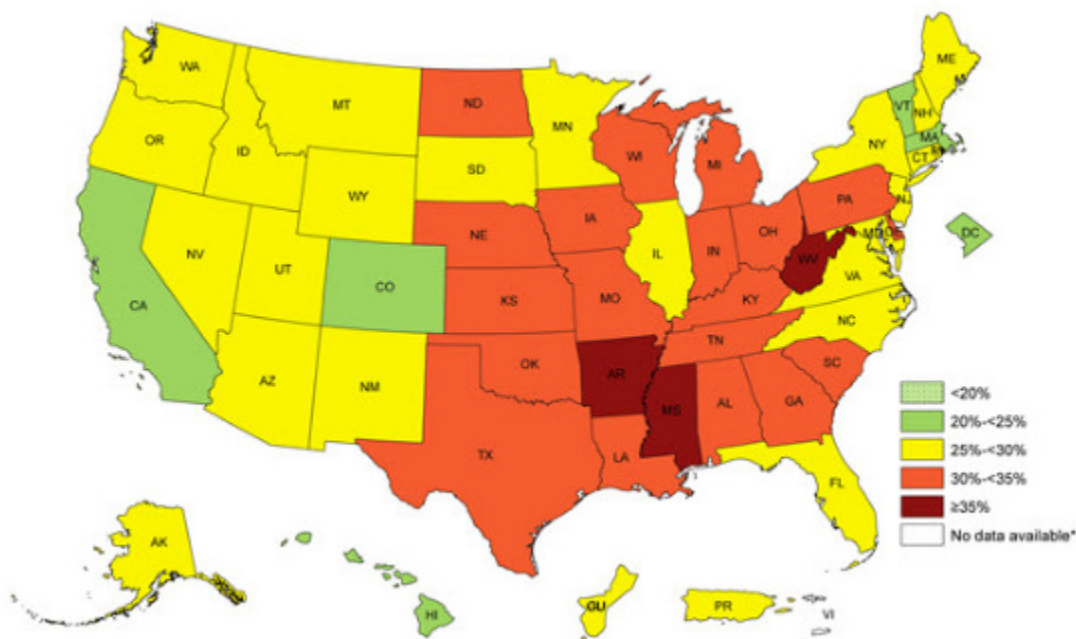 WA
MT
ND
MN
ME
VT
NH
MA
CT
NY
OR
ID
WY
SD
WI
MI
PA
NJ
DC
NV
UT
CO
NE
IA
IL
IN
OH
WV
MD
DE
VA
CA
KS
MO
KY
NC
AZ
NM
OK
AR
TN
SC
TX
LA
MS
AL
GA
FL
AK
HI
GU
PR
VI
<20%
20%-<25%
25%-<30%
30%-<35%
≥35%
No data available*